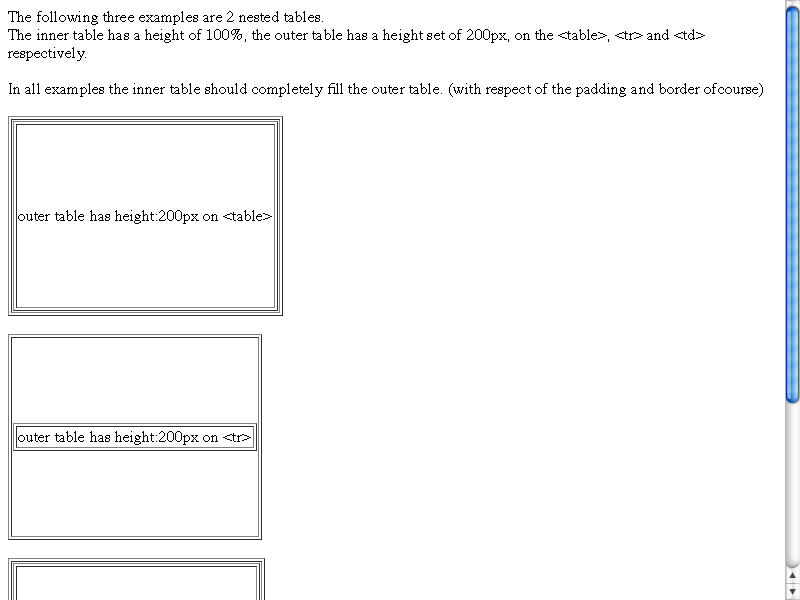 The following three examples are 2 nested tables.
The inner table has a height of 100%, the outer table has a height set of 200px, on the <table>, <tr> and <td>
respectively.
In all examples the inner table should completely fill the outer table. (with respect of the padding and border ofcourse)
outer table has height:200px on <table>
outer table has height:200px on <tr>